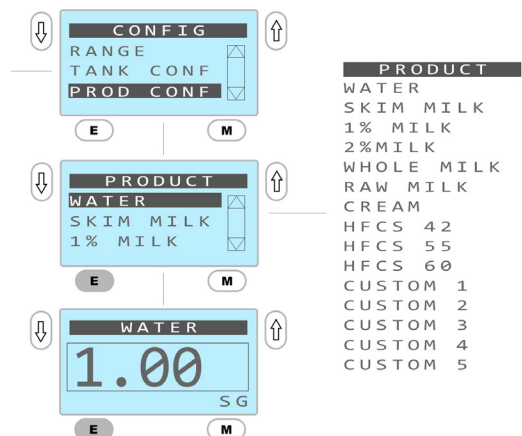 CONFIG
RANGE
TANK CONF
PROD CONF
E
M
PRODUCT
WATER
SKIM MILK
1% MILK
E
M
WATER
1.00
SG
E
M
PRODUCT
WATER
SKIM MILK
1% MILK
2%MILK
WHOLE MILK
RAW MILK
CREAM
HFCS 42
HFCS 55
HFCS 60
CUSTOM 1
CUSTOM 2
CUSTOM 3
CUSTOM 4
CUSTOM 5